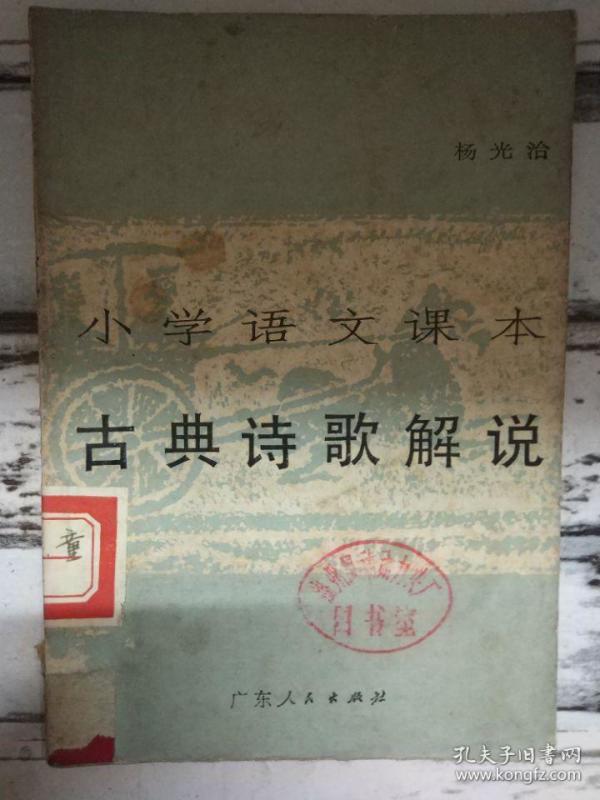 杨光治
小学语文课本
古典诗歌解说
童
图书室
广东人民出版社
孔夫子旧书网
www.kongfz.com